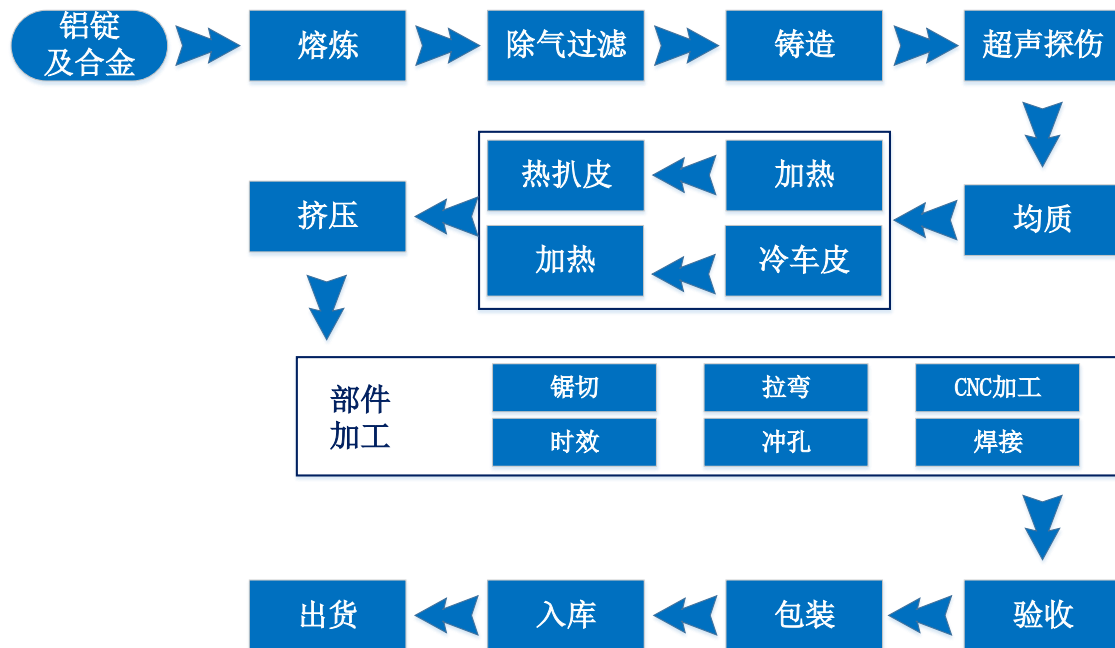 铝锭
及合金
熔炼
除气过滤
铸造
超声探伤
热扒皮
加热
挤压
均质
加热
冷车皮
部件
加工
锯切
拉弯
CNC加工
时效
冲孔
焊接
出货
入库
包装
验收